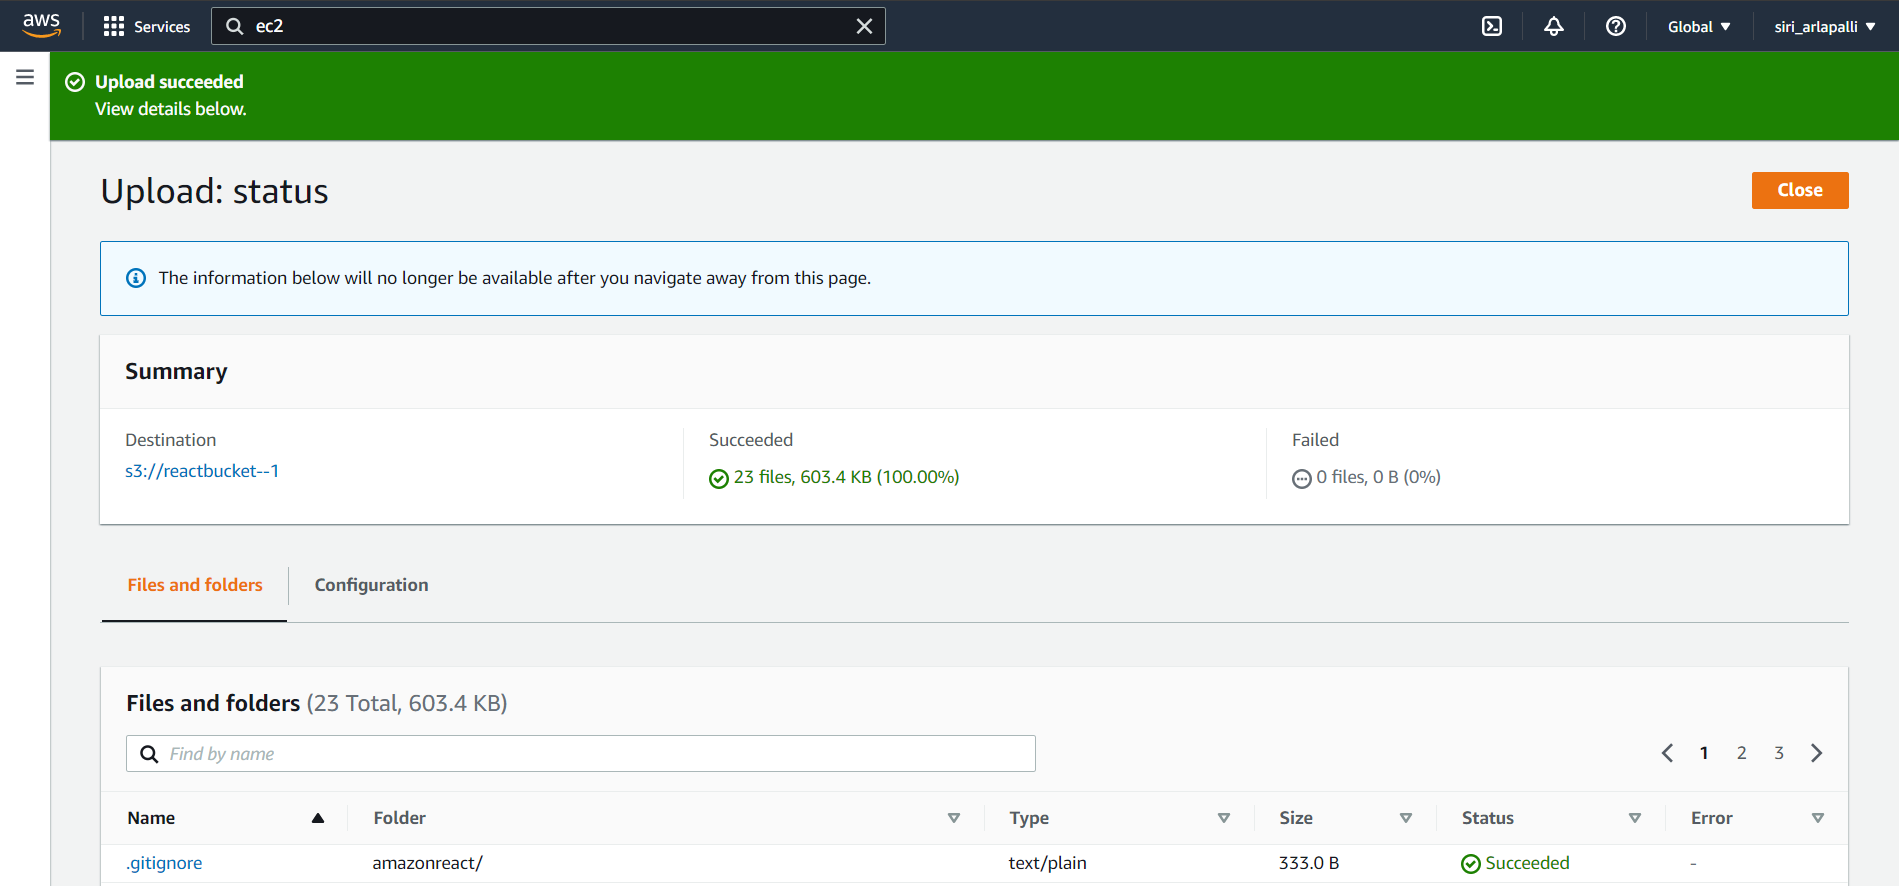 aws Services ec2 Global siri_arlapalli
Upload succeeded
View details below.
Upload: status
Close
The information below will no longer be available after you navigate away from this page.
Summary
Destination Succeeded Failed
s3://reactbucket--1 23 files, 603.4 KB (100.00%) 0 files, 0 B (0%)
Files and folders Configuration
Files and folders (23 Total, 603.4 KB)
Find by name 1 2 3
Name Folder Type Size Status Error
.gitignore amazonreact/ text/plain 333.0 B Succeeded -